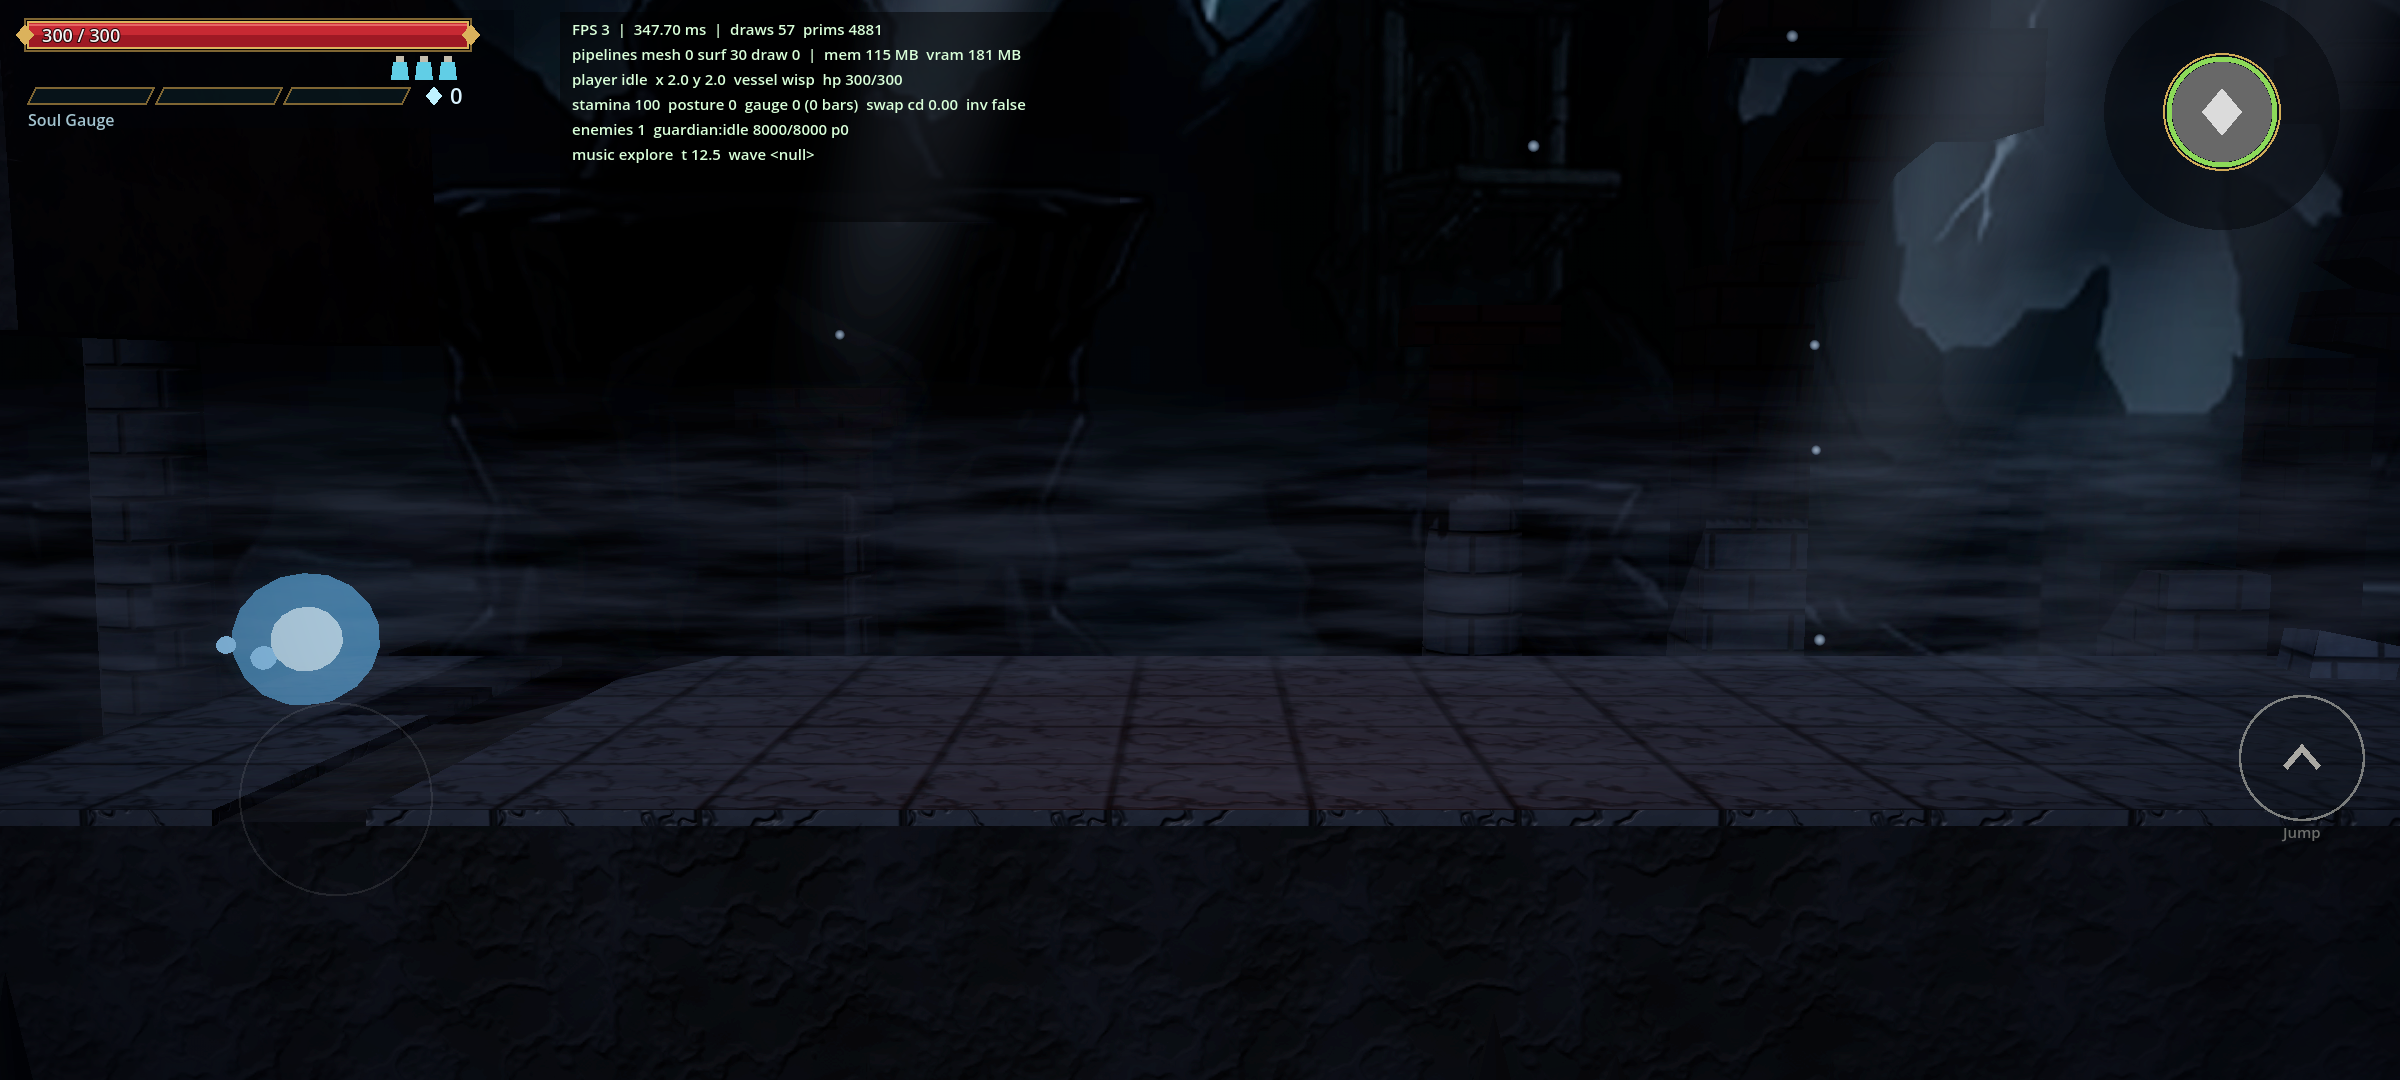 300 / 300
0
Soul Gauge
FPS 3 | 347.70 ms | draws 57 prims 4881
pipelines mesh 0 surf 30 draw 0 | mem 115 MB vram 181 MB
player idle x 2.0 y 2.0 vessel wisp hp 300/300
stamina 100 posture 0 gauge 0 (0 bars) swap cd 0.00 inv false
enemies 1 guardian:idle 8000/8000 p0
music explore t 12.5 wave <null>
Jump